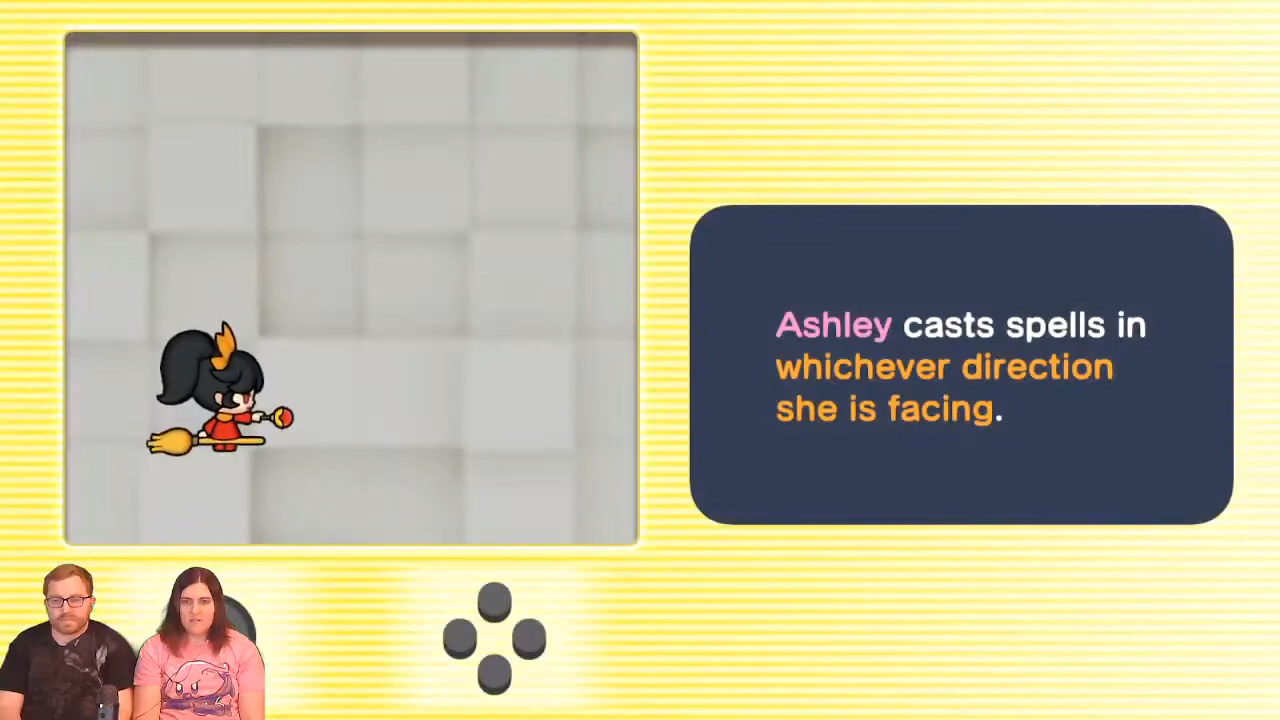 Ashley casts spells in
whichever direction
she is facing.